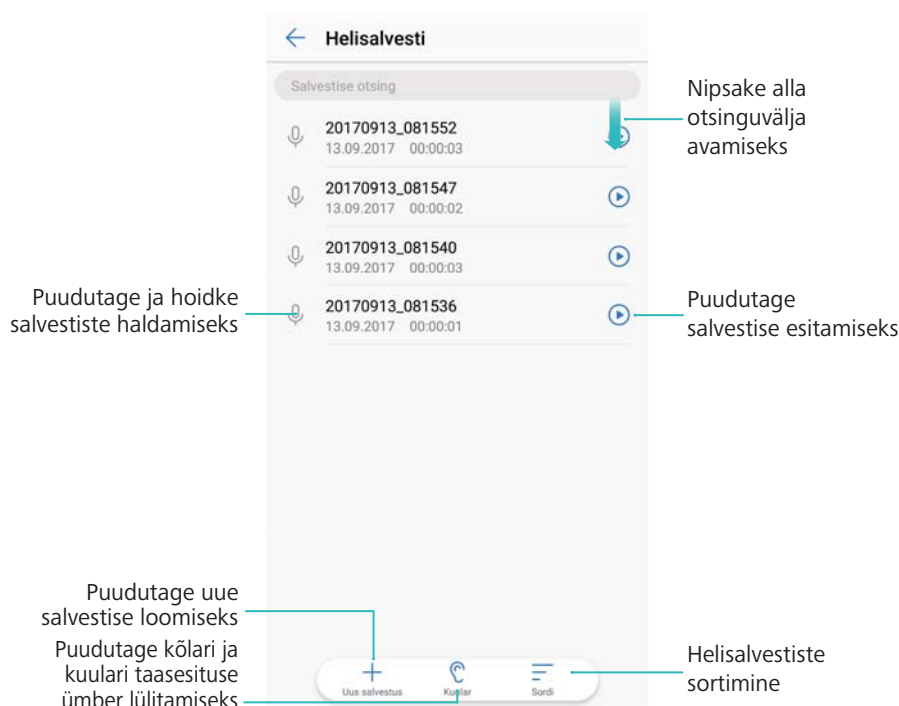 Helisalvesti
Salvestise otsing
Nipsake alla
otsinguvälja
avamiseks
20170913_081552
13.09.2017 00:00:03
20170913_081547
13.09.2017 00:00:02
20170913_081540
13.09.2017 00:00:03
Puudutage ja hoidke
salvestiste haldamiseks
20170913_081536
13.09.2017 00:00:01
Puudutage
salvestise esitamiseks
Puudutage uue
salvestise loomiseks
Puudutage kõlari ja
kuulari taasesituse
ümber lülitamiseks
Uus salvestus
Kuular
Sordi
Helisalvestiste
sortimine